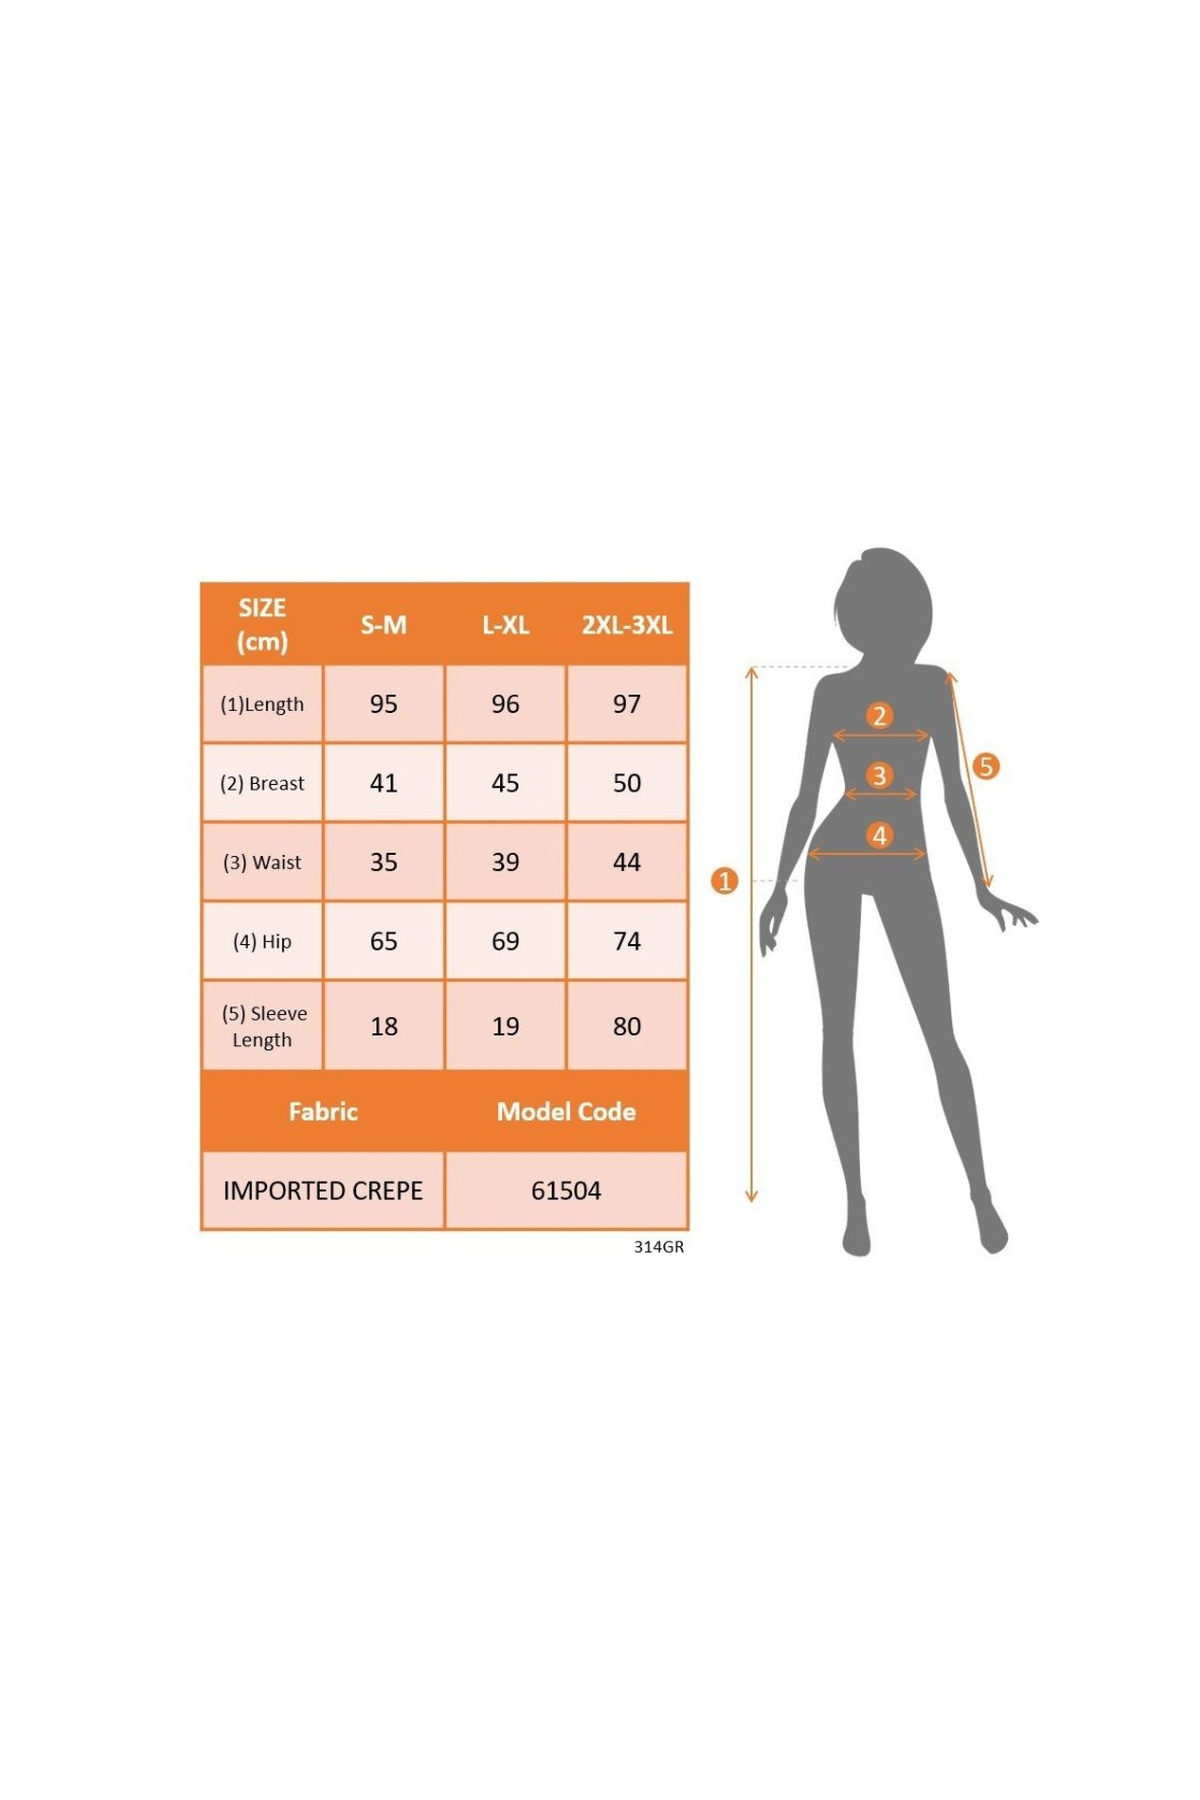 SIZE
(cm)
S-M
L-XL
2XL-3XL
(1)Length
95
96
97
(2) Breast
41
45
50
(3) Waist
35
39
44
(4) Hip
65
69
74
(5) Sleeve
Length
18
19
80
Fabric
Model Code
IMPORTED CREPE
61504
314GR
1
2
3
4
5